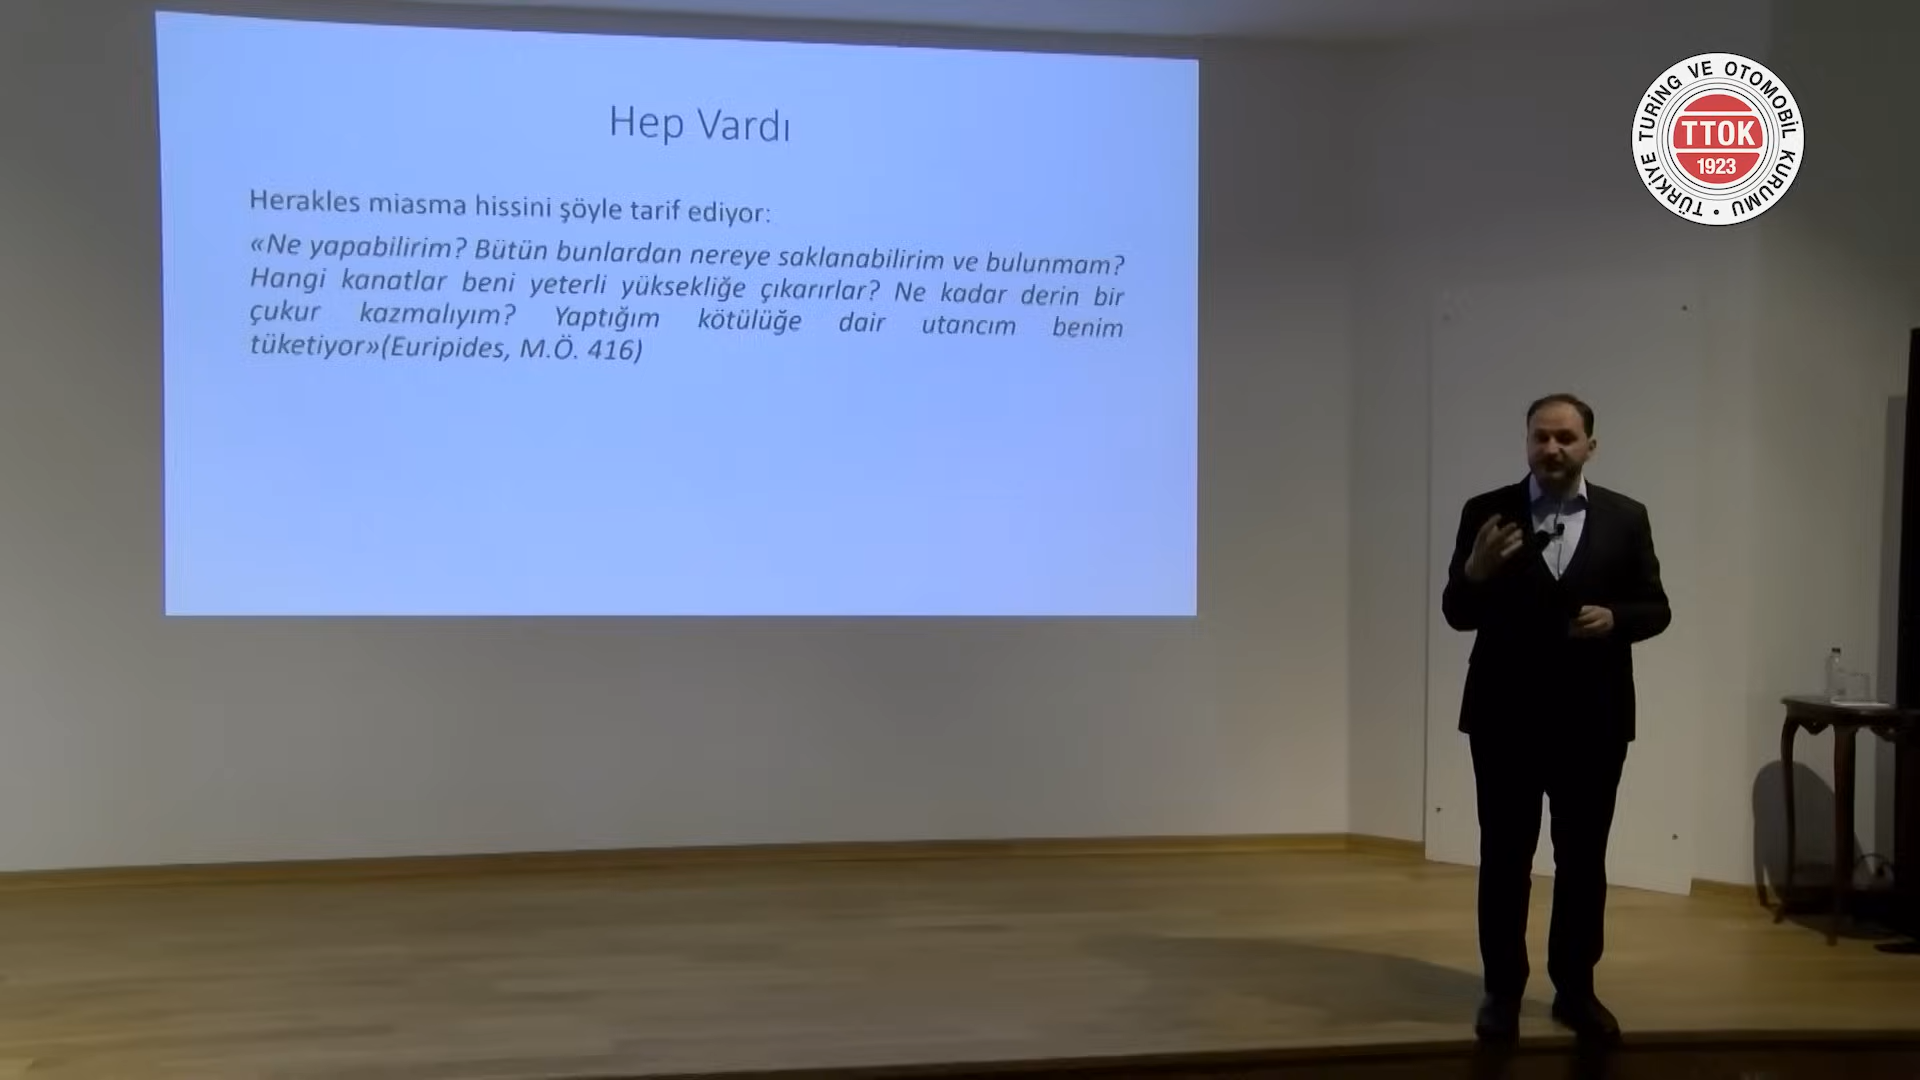 Hep Vardı
Herakles miasma hissini şöyle tarif ediyor:
«Ne yapabilirim? Bütün bunlardan nereye saklanabilirim ve bulunmam?
Hangi kanatlar beni yeterli yüksekliğe çıkarırlar? Ne kadar derin bir
çukur kazmalıyım? Yaptığım kötülüğe dair utancım benim
tüketiyor»(Euripides, M.Ö. 416)
TÜRKİYE TURİNG VE OTOMOBİL KURUMU •
TTOK
1923